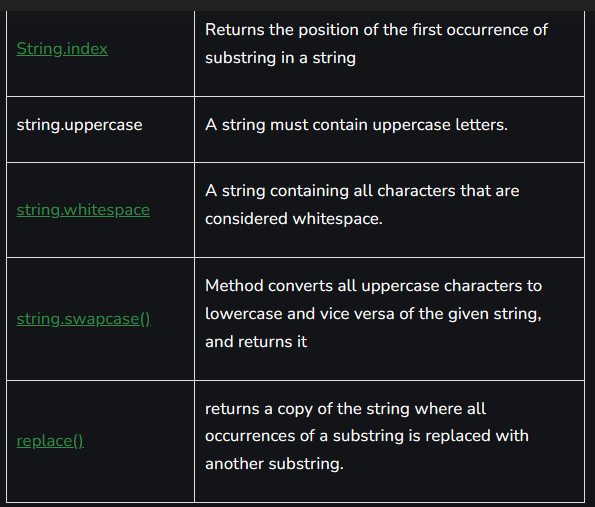 String.index
Returns the position of the first occurrence of
substring in a string
string.uppercase
A string must contain uppercase letters.
string.whitespace
A string containing all characters that are
considered whitespace.
string.swapcase()
Method converts all uppercase characters to
lowercase and vice versa of the given string,
and returns it
replace()
returns a copy of the string where all
occurrences of a substring is replaced with
another substring.